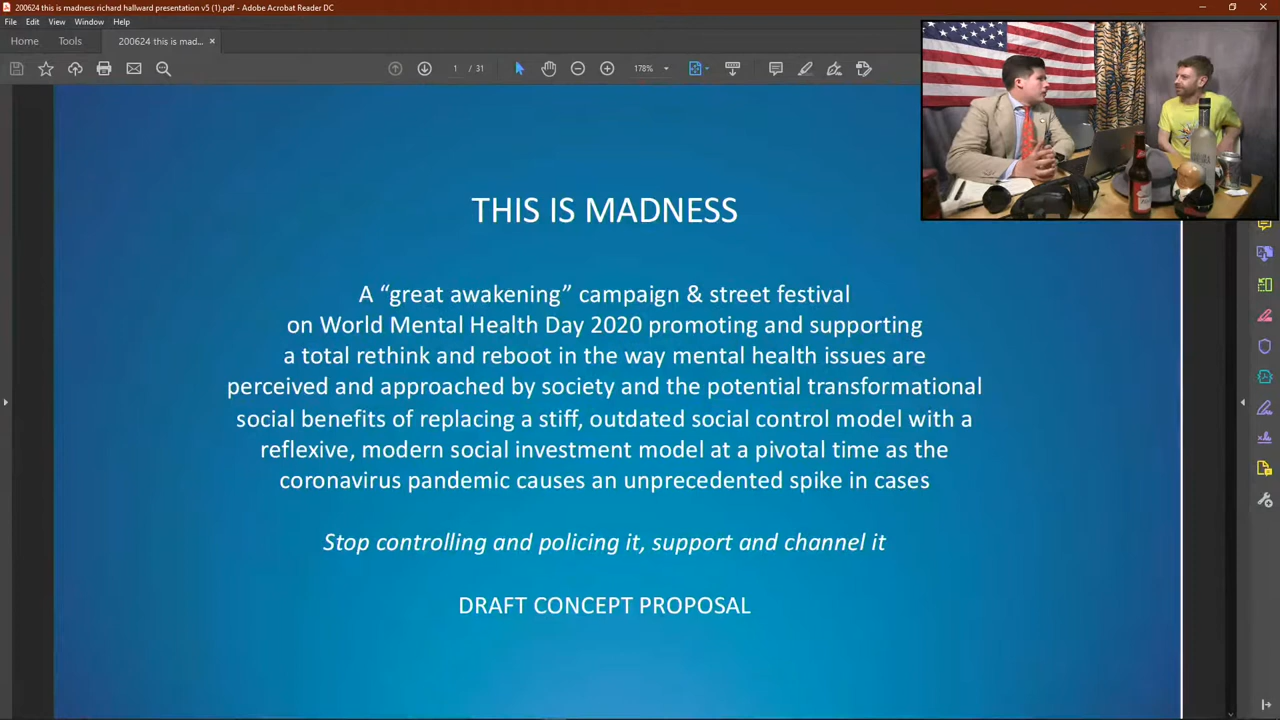 200624 this is madness richard hallward presentation v5 (1).pdf - Adobe Acrobat Reader DC
File Edit View Window Help
Home Tools 200624 this is mad... ×
1 / 31 178%
THIS IS MADNESS
A “great awakening” campaign & street festival
on World Mental Health Day 2020 promoting and supporting
a total rethink and reboot in the way mental health issues are
perceived and approached by society and the potential transformational
social benefits of replacing a stiff, outdated social control model with a
reflexive, modern social investment model at a pivotal time as the
coronavirus pandemic causes an unprecedented spike in cases
Stop controlling and policing it, support and channel it
DRAFT CONCEPT PROPOSAL